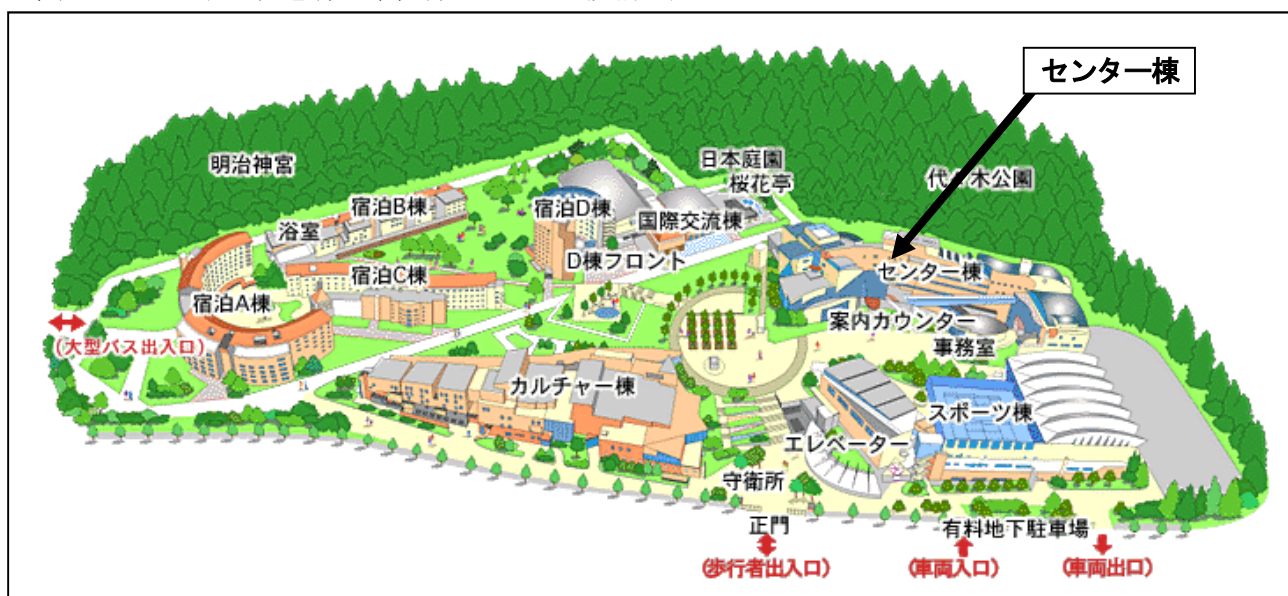 センター棟
明治神宮
日本庭園
桜花亭
代々木公園
宿泊B棟
宿泊D棟
国際交流棟
浴室
D棟フロント
宿泊C棟
センター棟
宿泊A棟
案内カウンター
(大型バス出入口)
事務室
カルチャー棟
スポーツ棟
エレベーター
守衛所
正門
有料地下駐車場
(歩行者出入口)
(車両入口)
(車両出口)